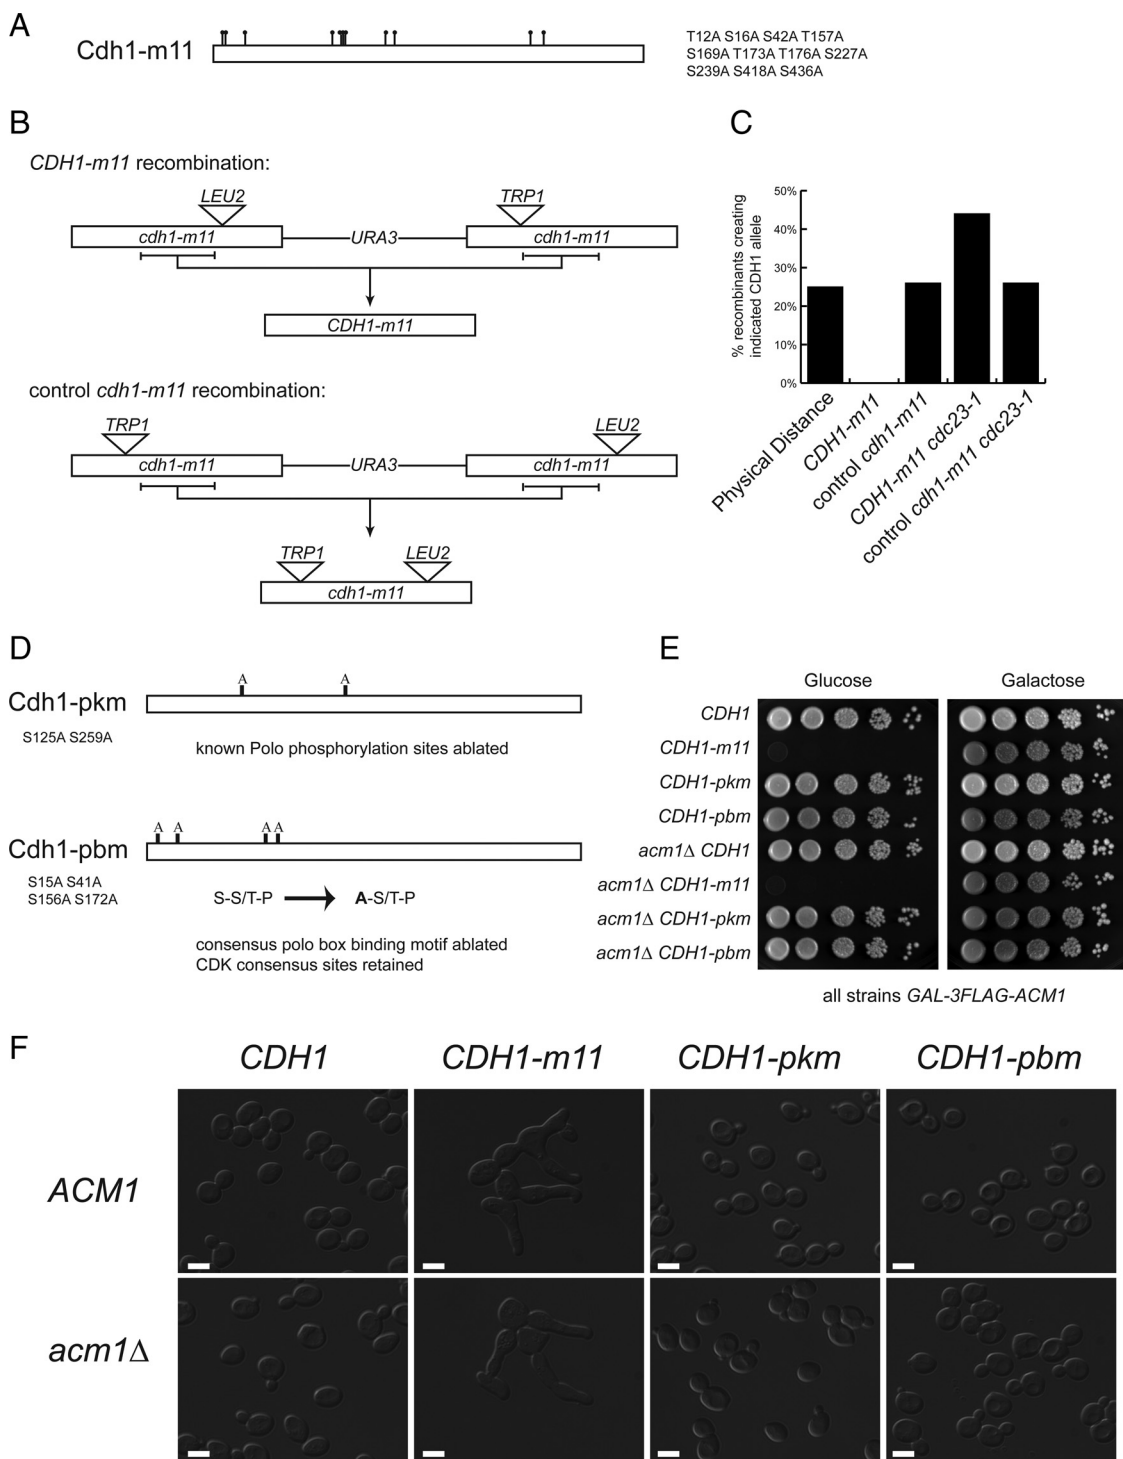 A
Cdh1-m11
T12A S16A S42A T157A
S169A T173A T176A S227A
S239A S418A S436A
B
CDH1-m11 recombination:
LEU2
TRP1
cdh1-m11
URA3
cdh1-m11
CDH1-m11
control cdh1-m11 recombination:
TRP1
LEU2
cdh1-m11
URA3
cdh1-m11
TRP1
LEU2
cdh1-m11
C
% recombinants creating
indicated CDH1 allele
50%
40%
30%
20%
10%
0%
Physical Distance
CDH1-m11
control cdh1-m11
CDH1-m11 cdc23-1
control cdh1-m11 cdc23-1
D
Cdh1-pkm
A A
S125A S259A
known Polo phosphorylation sites ablated
Cdh1-pbm
A A A A
S15A S41A
S156A S172A
S-S/T-P
A-S/T-P
consensus polo box binding motif ablated
CDK consensus sites retained
E
Glucose
Galactose
CDH1
CDH1-m11
CDH1-pkm
CDH1-pbm
acm1Δ CDH1
acm1Δ CDH1-m11
acm1Δ CDH1-pkm
acm1Δ CDH1-pbm
all strains GAL-3FLAG-ACM1
F
CDH1
CDH1-m11
CDH1-pkm
CDH1-pbm
ACM1
acm1Δ